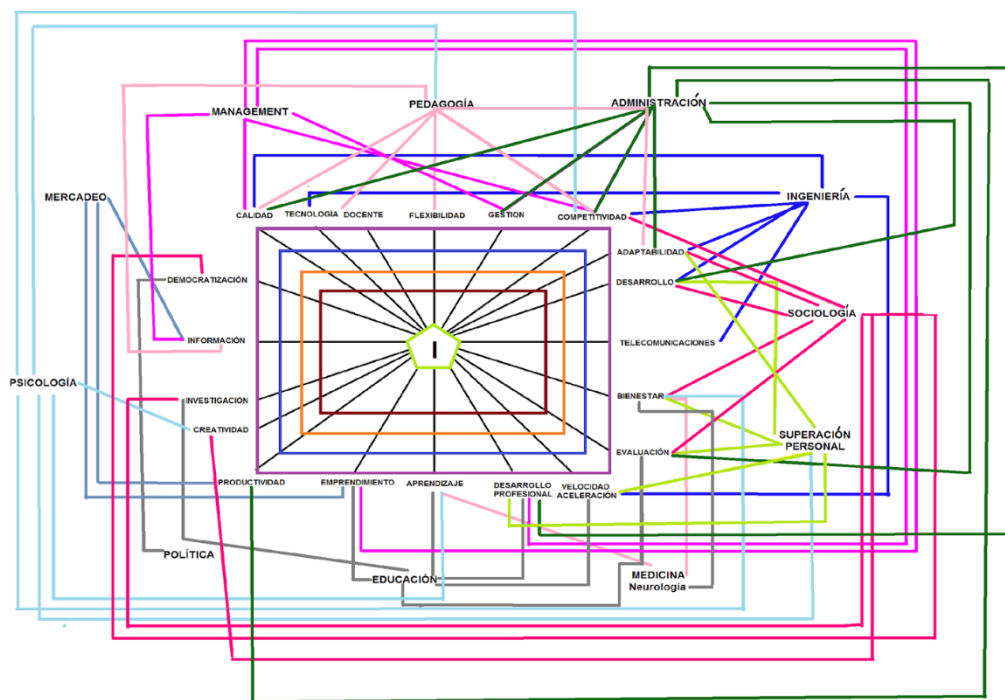 PEDAGOGÍA
ADMINISTRACIÓN
MANAGEMENT
MERCADEO
INGENIERÍA
CALIDAD
TECNOLOGÍA
DOCENTE
FLEXIBILIDAD
GESTION
COMPETITIVIDAD
ADAPTABILIDAD
DEMOCRATIZACIÓN
DESARROLLO
SOCIOLOGÍA
INFORMACIÓN
I
TELECOMUNICACIONES
PSICOLOGÍA
INVESTIGACIÓN
BIENESTAR
CREATIVIDAD
SUPERACIÓN
PERSONAL
EVALUACIÓN
PRODUCTIVIDAD
EMPRENDIMIENTO
APRENDIZAJE
DESARROLLO
PROFESIONAL
VELOCIDAD
ACELERACIÓN
POLÍTICA
EDUCACIÓN
MEDICINA
Neurología